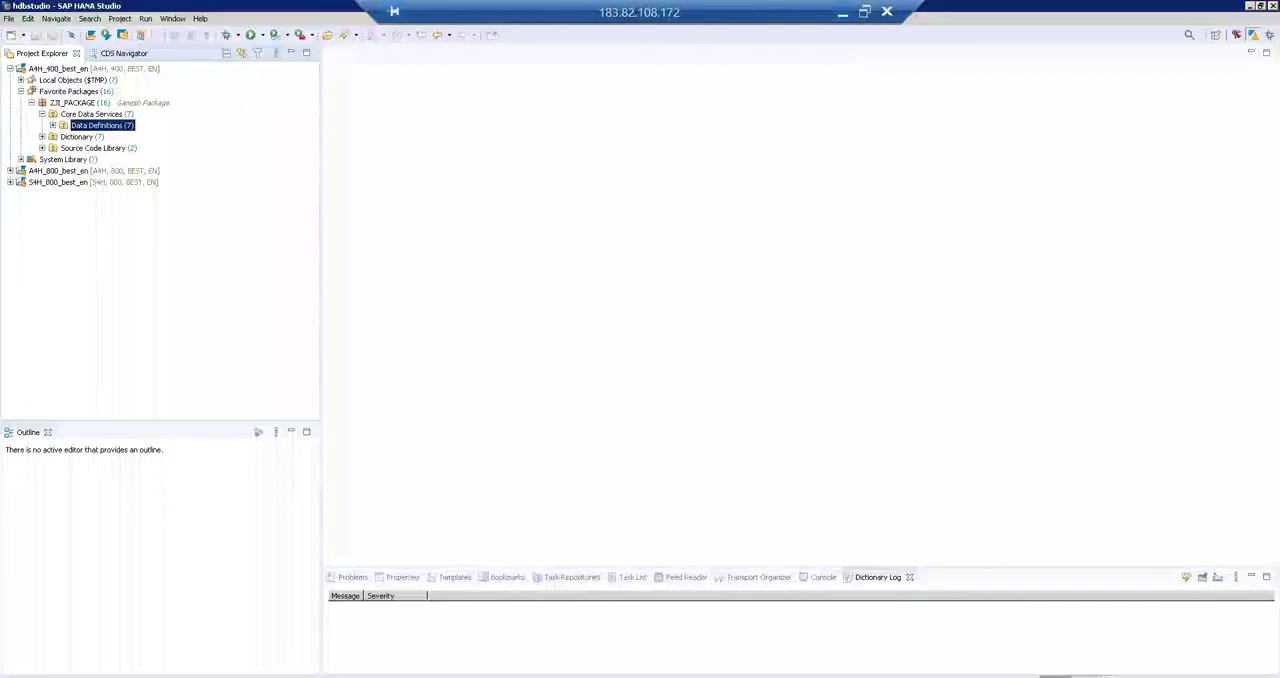 hdbstudio - SAP HANA Studio
183.82.108.172
File Edit Navigate Search Project Run Window Help
Project Explorer CDS Navigator
A4H_400_best_en [A4H, 400, BEST, EN]
Local Objects ($TMP) (?)
Favorite Packages (16)
ZJI_PACKAGE (16) Ganesh Package
Core Data Services (7)
Data Definitions (7)
Dictionary (7)
Source Code Library (2)
System Library (?)
A4H_800_best_en [A4H, 800, BEST, EN]
S4H_800_best_en [S4H, 800, BEST, EN]
Outline
There is no active editor that provides an outline.
Problems Properties Templates Bookmarks Task Repositories Task List Feed Reader Transport Organizer Console Dictionary Log
Message Severity